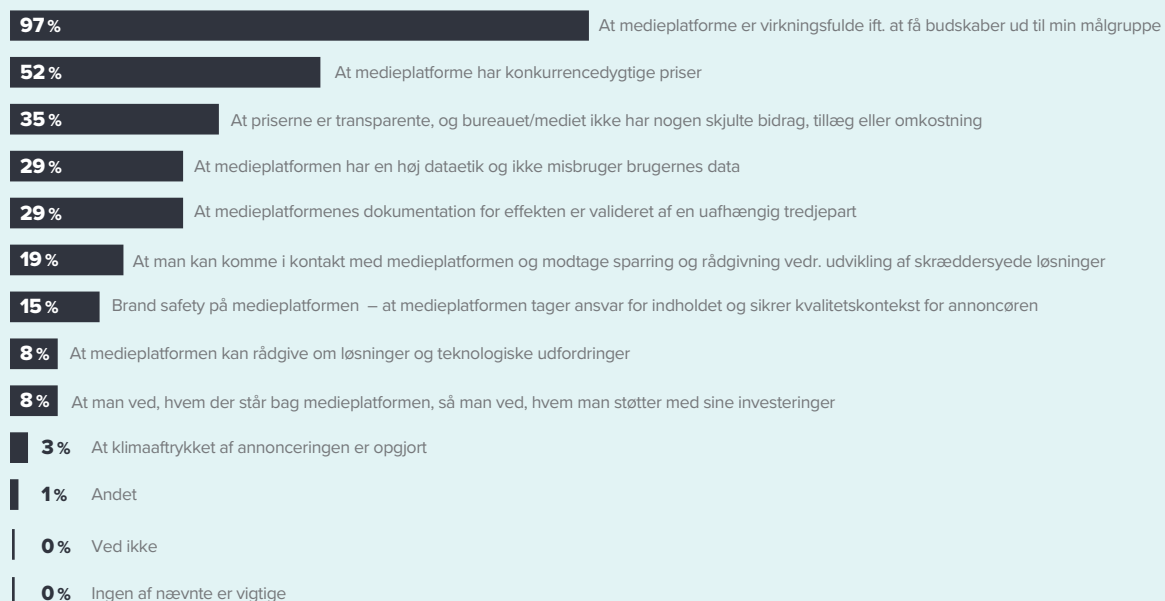 97 % At medieplatforme er virkningsfulde ift. at få budskaber ud til min målgruppe
52 % At medieplatforme har konkurrencedygtige priser
35 % At priserne er transparente, og bureauet/mediet ikke har nogen skjulte bidrag, tillæg eller omkostning
29 % At medieplatformen har en høj dataetik og ikke misbruger brugernes data
29 % At medieplatformenes dokumentation for effekten er valideret af en uafhængig tredjepart
19 % At man kan komme i kontakt med medieplatformen og modtage sparring og rådgivning vedr. udvikling af skræddersyede løsninger
15 % Brand safety på medieplatformen – at medieplatformen tager ansvar for indholdet og sikrer kvalitetskontekst for annoncøren
8 % At medieplatformen kan rådgive om løsninger og teknologiske udfordringer
8 % At man ved, hvem der står bag medieplatformen, så man ved, hvem man støtter med sine investeringer
3 % At klimaaftrykket af annonceringen er opgjort
1 % Andet
0 % Ved ikke
0 % Ingen af nævnte er vigtige